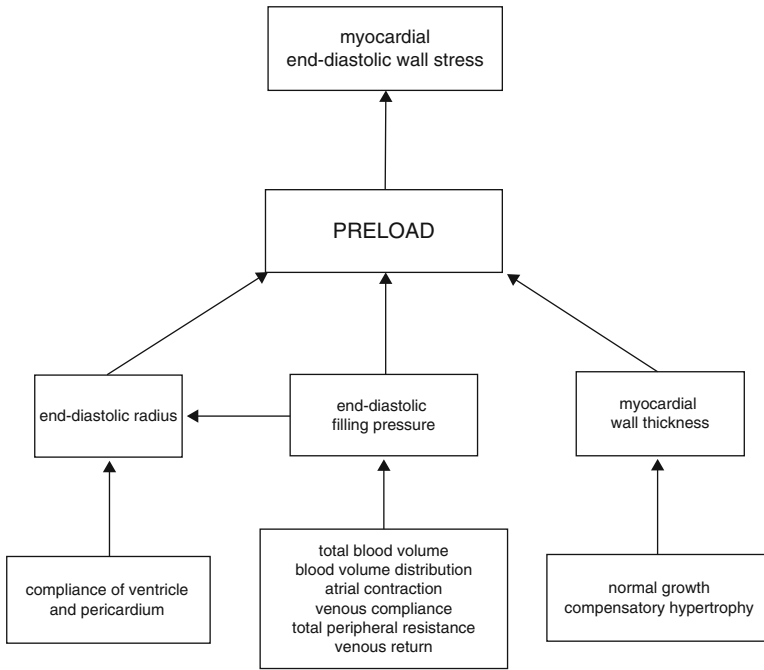 myocardial
end-diastolic wall stress
PRELOAD
end-diastolic radius
end-diastolic
filling pressure
myocardial
wall thickness
compliance of ventricle
and pericardium
total blood volume
blood volume distribution
atrial contraction
venous compliance
total peripheral resistance
venous return
normal growth
compensatory hypertrophy